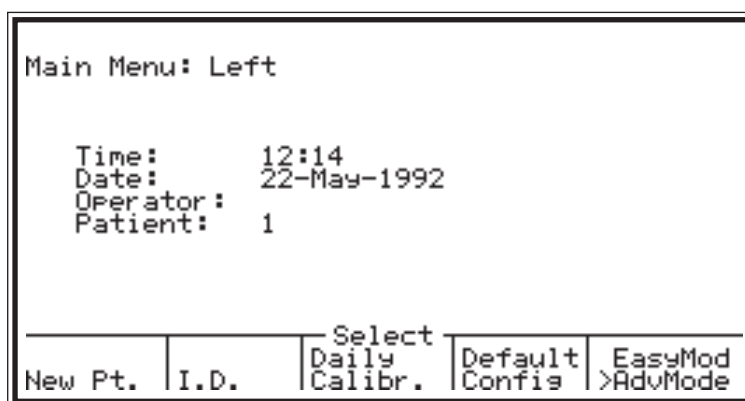 Main Menu: Left
Time: 12:14
Date: 22-May-1992
Operator:
Patient: 1
Select
Daily Default EasyMod
New Pt. I.D. Calibr. Config >AdvMode